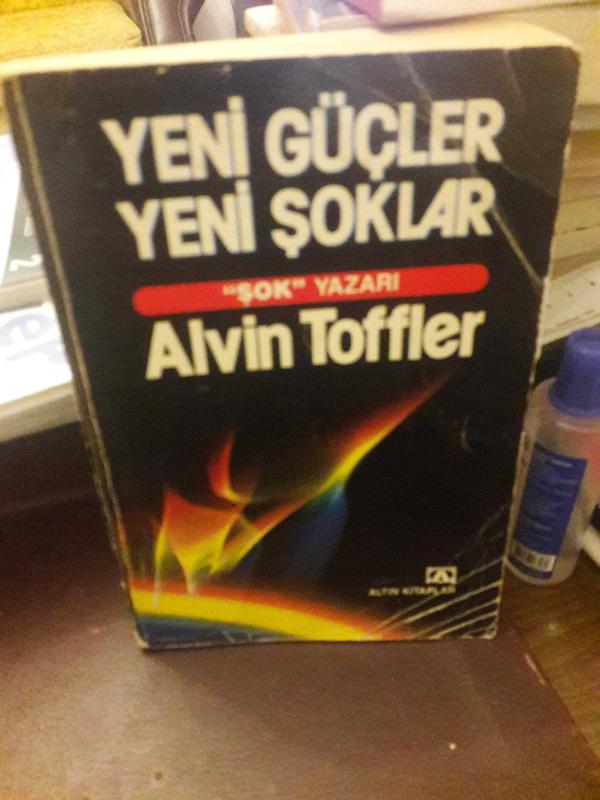 YENİ GÜÇLER
YENİ ŞOKLAR
"ŞOK" YAZARI
Alvin Toffler
ALTIN KİTAPLAR